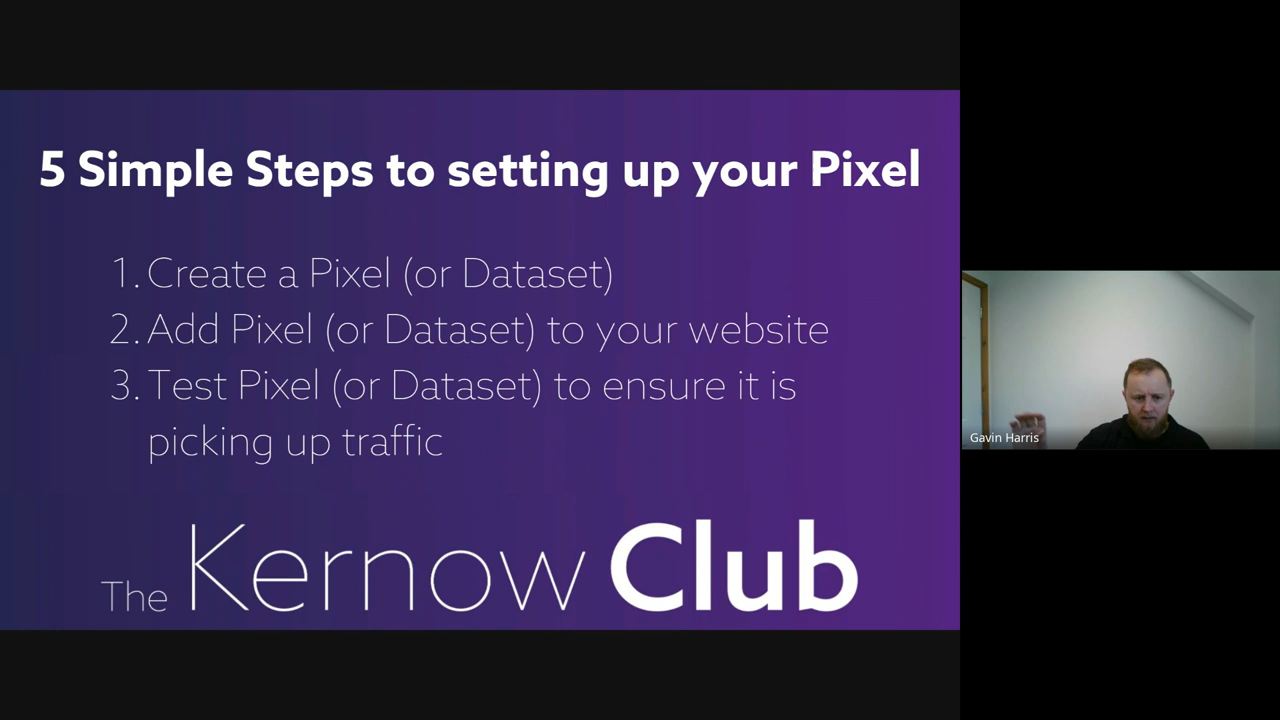 5 Simple Steps to setting up your Pixel
1. Create a Pixel (or Dataset)
2. Add Pixel (or Dataset) to your website
3. Test Pixel (or Dataset) to ensure it is
picking up traffic
The Kernow Club
Gavin Harris